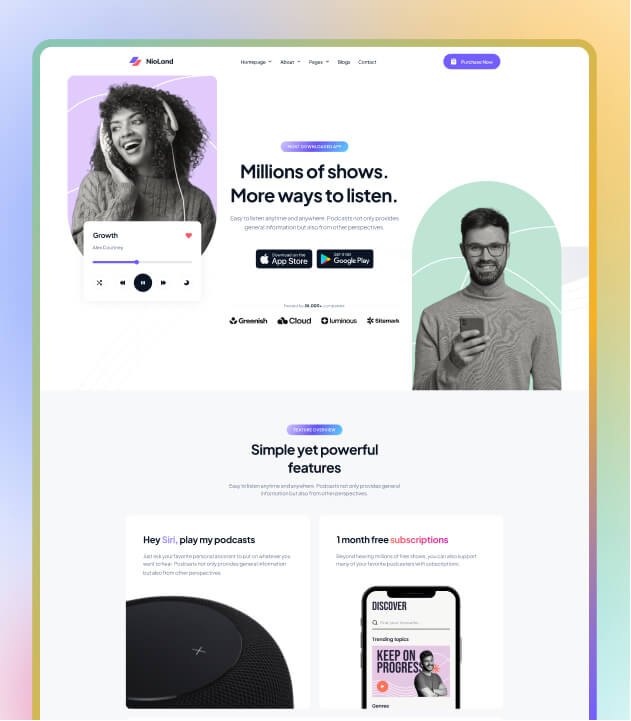 NioLand
Homepage
About
Pages
Blogs
Contact
Purchase Now
MOST DOWNLOADED APP
Millions of shows.
More ways to listen.
Easy to listen anytime and anywhere. Podcasts not only provides
general information but also from other perspectives.
Download on the
App Store
GET IT ON
Google Play
Growth
Alex Courtney
Trusted by 35,000+ companies
Greenish
Cloud
luminous
Sitemark
FEATURE OVERVIEW
Simple yet powerful
features
Easy to listen anytime and anywhere. Podcasts not only provides general
information but also from other perspectives.
Hey Siri, play my podcasts
Just ask your favorite personal assistant to put on whatever you
want to hear. Podcasts not only provide general information
but also from other perspectives.
1 month free subscriptions
Beyond hearing millions of free shows, you can also support
many of your favorite podcasters with subscriptions.
DISCOVER
Find your favourite...
Trending topics
KEEP ON
PROGRESS
Genres